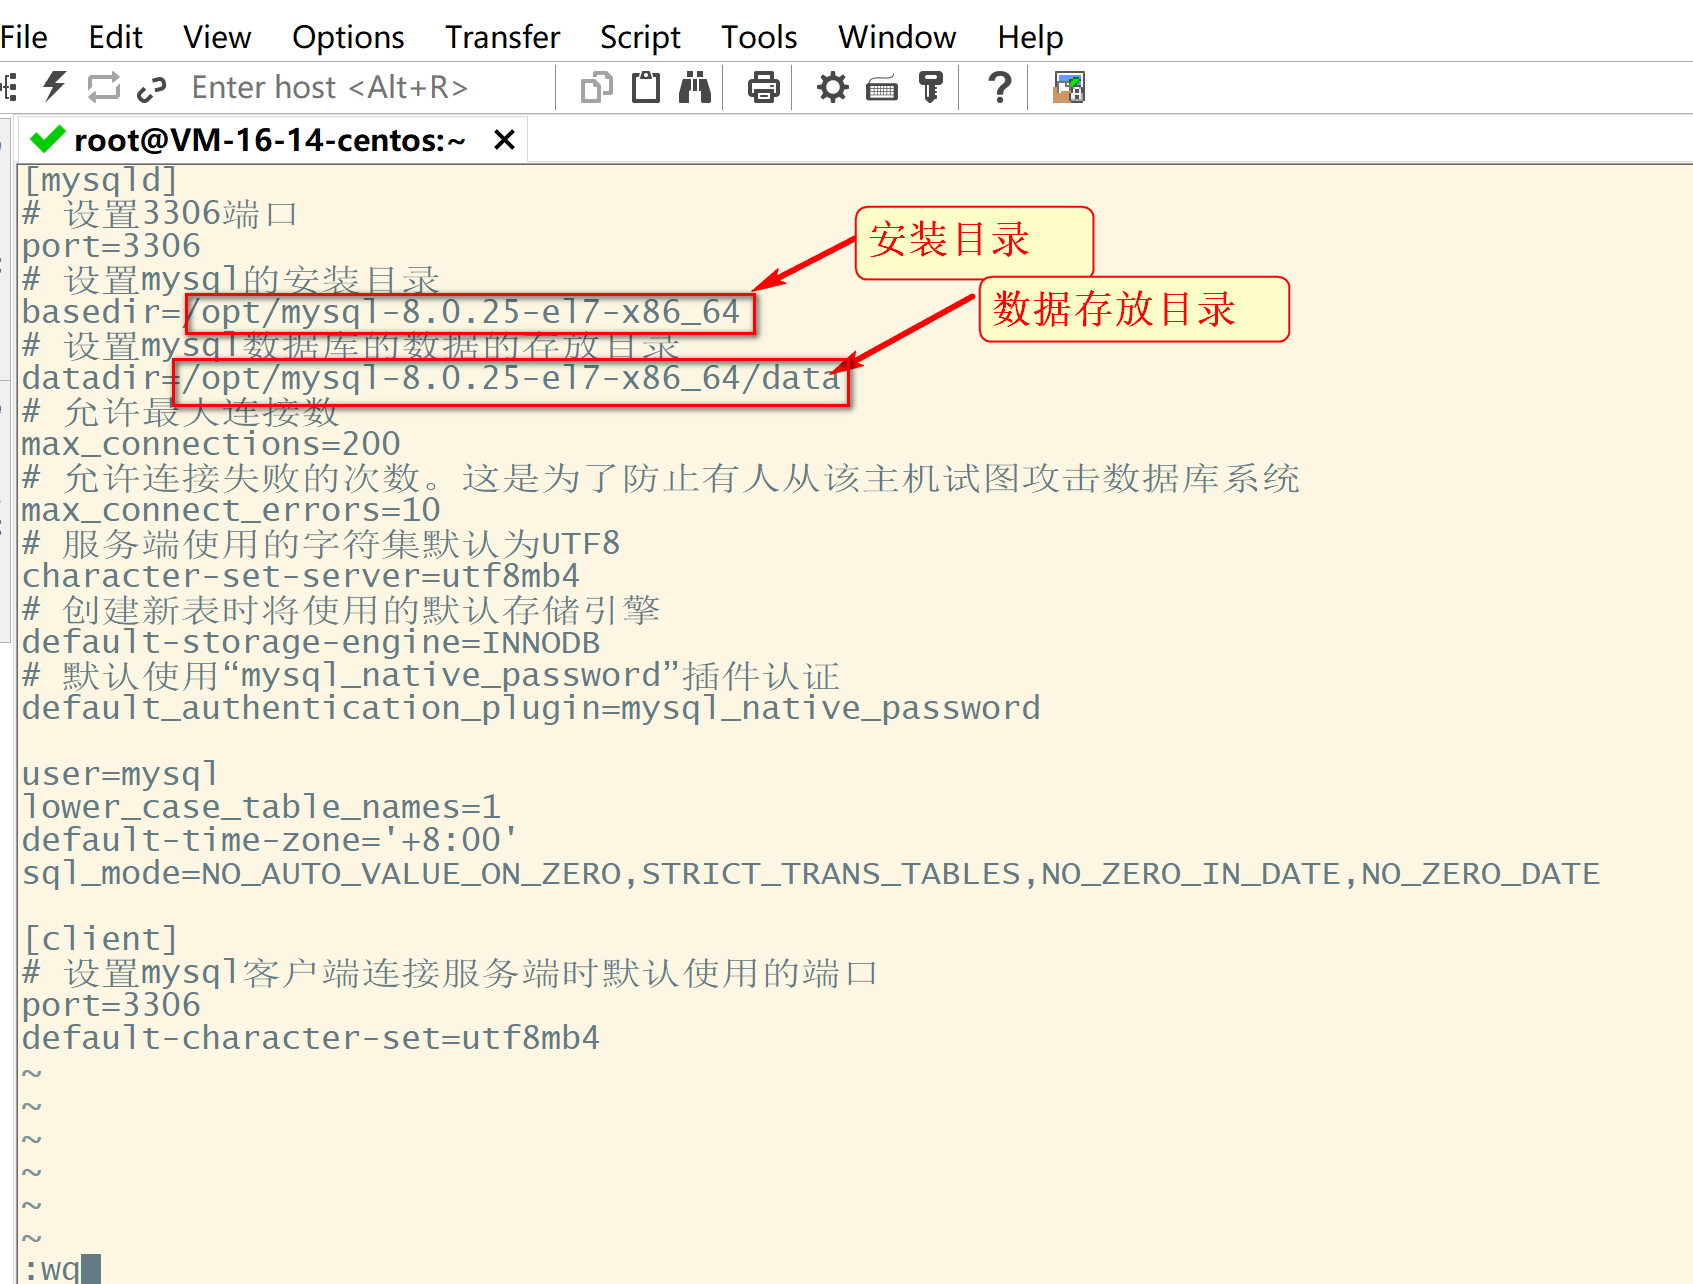 File Edit View Options Transfer Script Tools Window Help
Enter host <Alt+R>
root@VM-16-14-centos:~
[mysqld]
# 设置3306端口
port=3306
# 设置mysql的安装目录
basedir=/opt/mysql-8.0.25-el7-x86_64
# 设置mysql数据库的数据的存放目录
datadir=/opt/mysql-8.0.25-el7-x86_64/data
# 允许最大连接数
max_connections=200
# 允许连接失败的次数。这是为了防止有人从该主机试图攻击数据库系统
max_connect_errors=10
# 服务端使用的字符集默认为UTF8
character-set-server=utf8mb4
# 创建新表时将使用的默认存储引擎
default-storage-engine=INNODB
# 默认使用“mysql_native_password”插件认证
default_authentication_plugin=mysql_native_password
user=mysql
lower_case_table_names=1
default-time-zone='+8:00'
sql_mode=NO_AUTO_VALUE_ON_ZERO,STRICT_TRANS_TABLES,NO_ZERO_IN_DATE,NO_ZERO_DATE
[client]
# 设置mysql客户端连接服务端时默认使用的端口
port=3306
default-character-set=utf8mb4
~
~
~
~
~
~
:wq
安装目录
数据存放目录